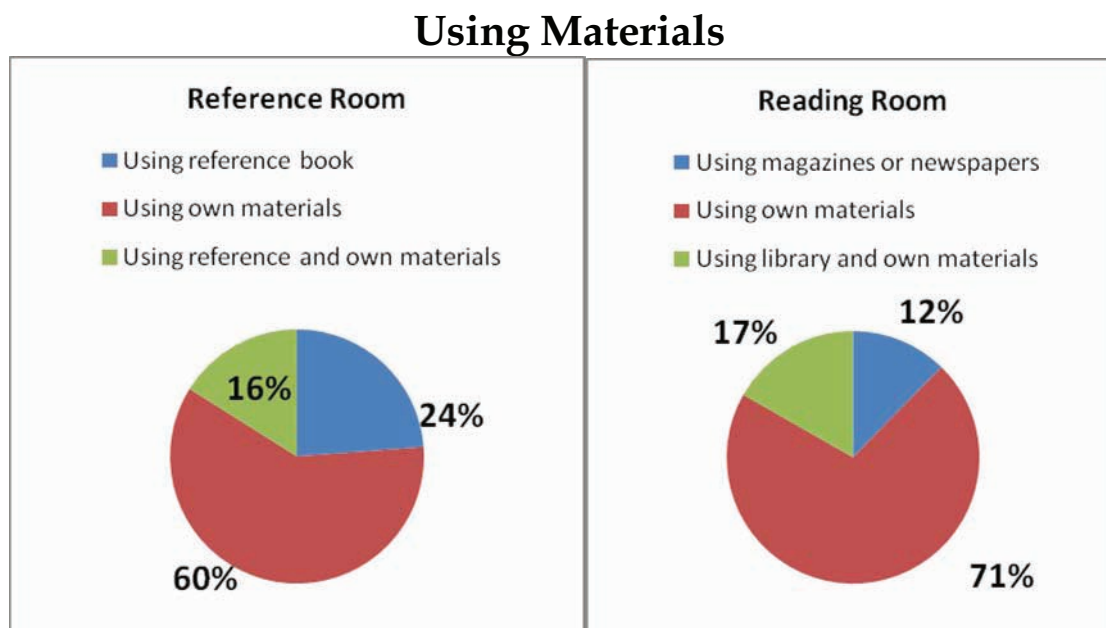 Using Materials
Reference Room
Using reference book
Using own materials
Using reference and own materials
16%
24%
60%
Reading Room
Using magazines or newspapers
Using own materials
Using library and own materials
12%
17%
71%